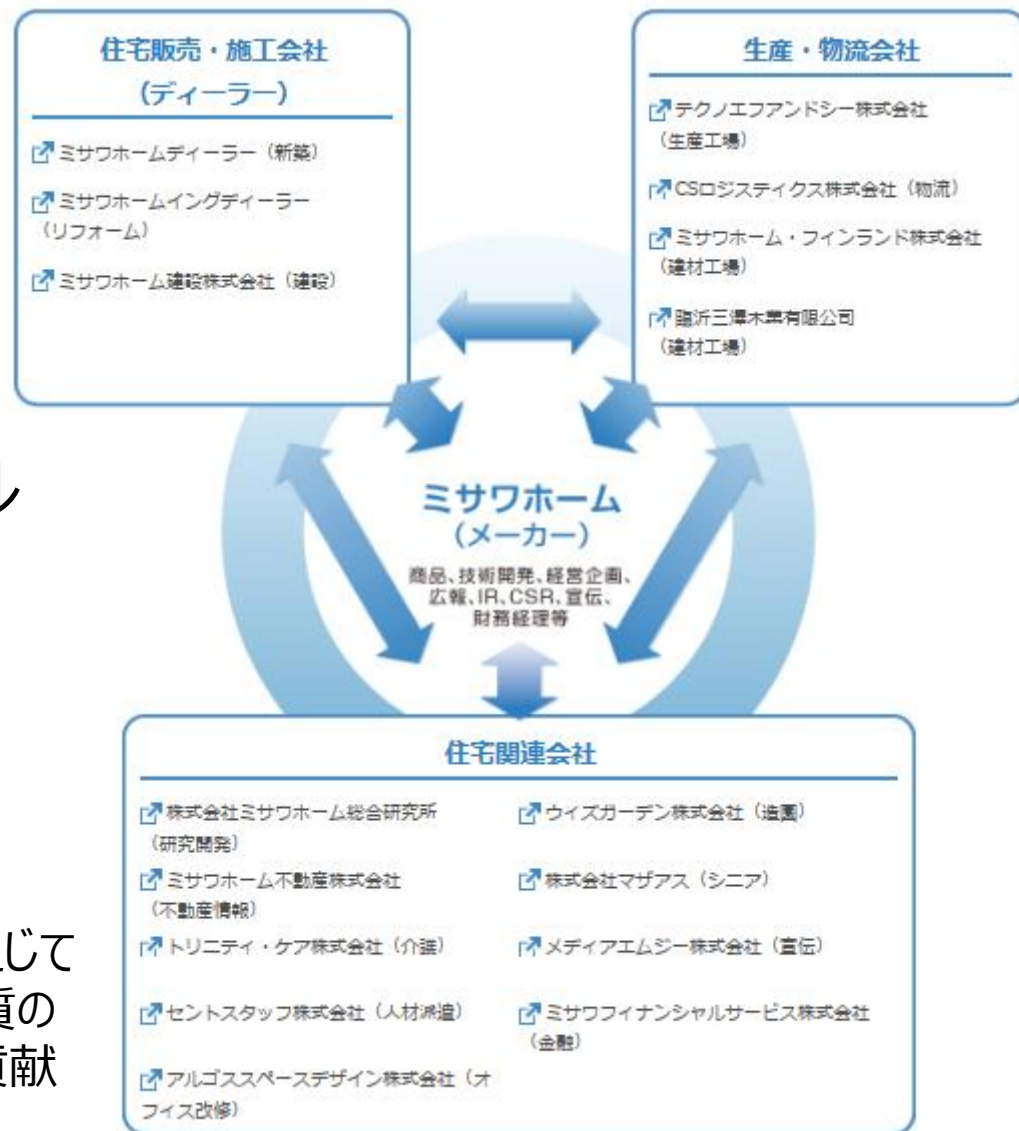 住宅販売・施工会社
(ディーラー)
ミサワホームディーラー(新築)
ミサワホームイングディーラー
(リフォーム)
ミサワホーム建設株式会社(建設)
生産・物流会社
テクノエフアンドシー株式会社
(生産工場)
CSロジスティクス株式会社(物流)
ミサワホーム・フィンランド株式会社
(建材工場)
臨沂三澤木業有限公司
(建材工場)
ル
ミサワホーム
(メーカー)
商品、技術開発、経営企画、
広報、IR、CSR、宣伝、
財務経理等
じて
質の
貢献
住宅関連会社
株式会社ミサワホーム総合研究所
(研究開発)
ミサワホーム不動産株式会社
(不動産情報)
トリニティ・ケア株式会社(介護)
セントスタッフ株式会社(人材派遣)
アルゴススペースデザイン株式会社(オ
フィス改修)
ウイズガーデン株式会社(造園)
株式会社マザアス(シニア)
メディアエムジー株式会社(宣伝)
ミサワフィナンシャルサービス株式会社
(金融)